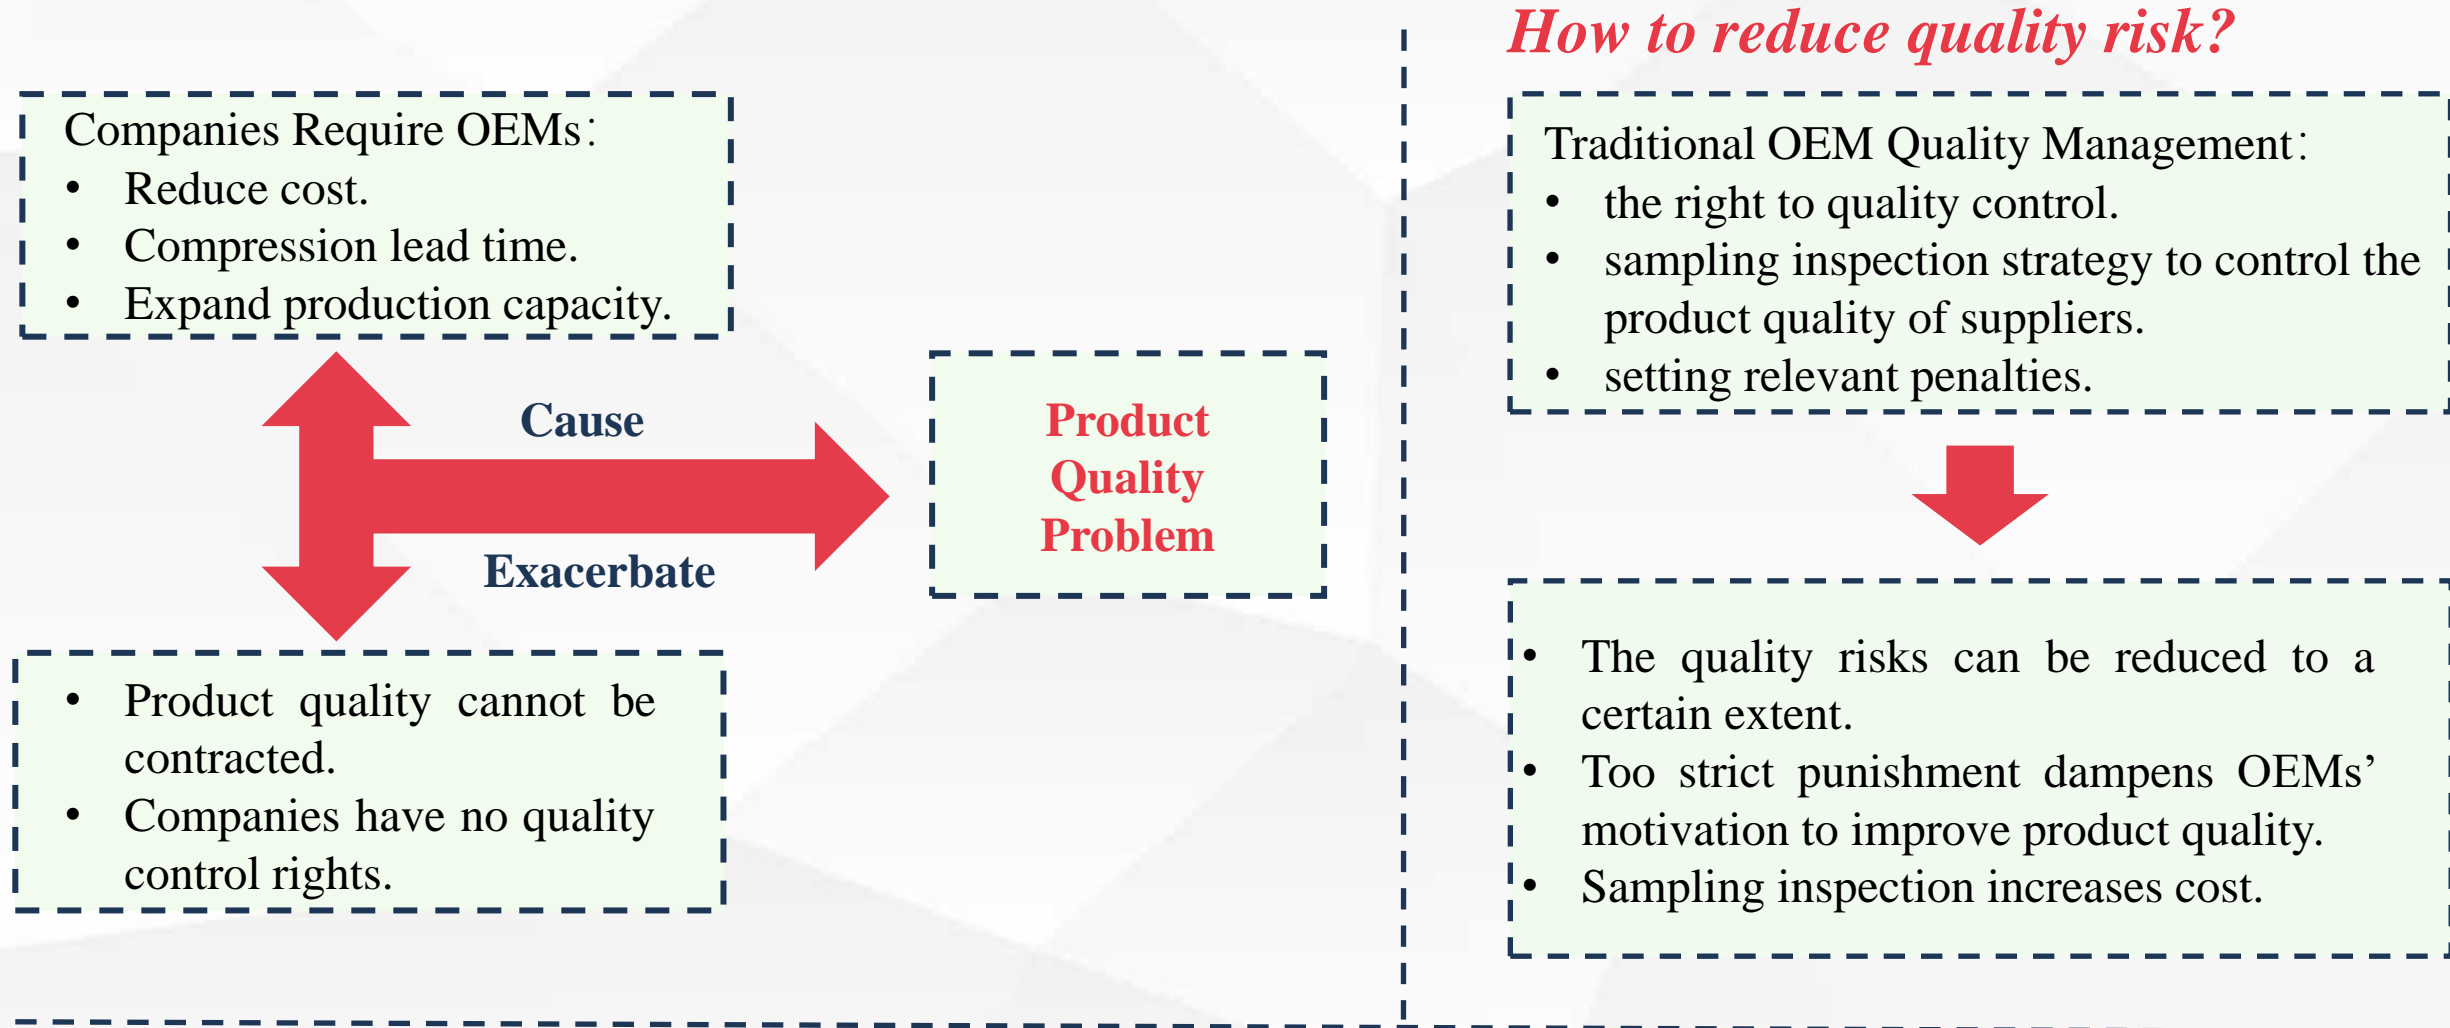 Companies Require OEMs：
• Reduce cost.
• Compression lead time.
• Expand production capacity.
Cause
Exacerbate
Product
Quality
Problem
• Product quality cannot be
contracted.
• Companies have no quality
control rights.
How to reduce quality risk?
Traditional OEM Quality Management：
• the right to quality control.
• sampling inspection strategy to control the
product quality of suppliers.
• setting relevant penalties.
• The quality risks can be reduced to a
certain extent.
• Too strict punishment dampens OEMs’
motivation to improve product quality.
• Sampling inspection increases cost.